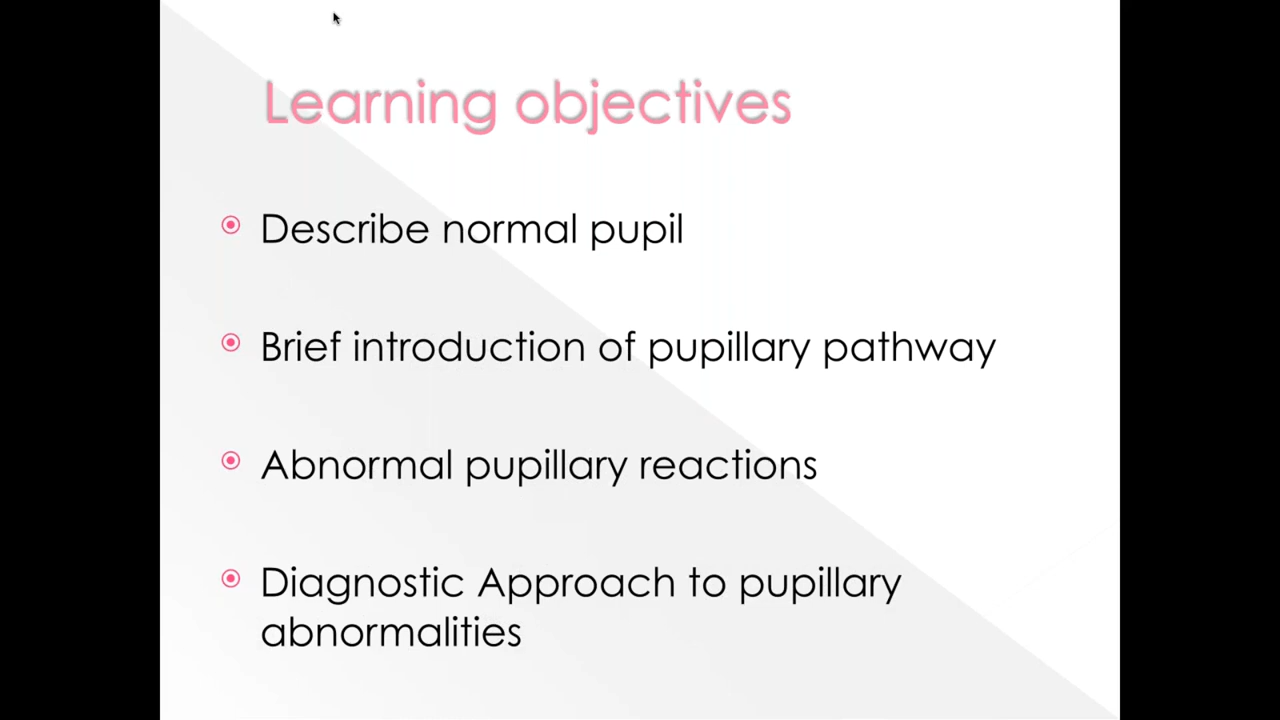 Learning objectives
Describe normal pupil
Brief introduction of pupillary pathway
Abnormal pupillary reactions
Diagnostic Approach to pupillary
abnormalities